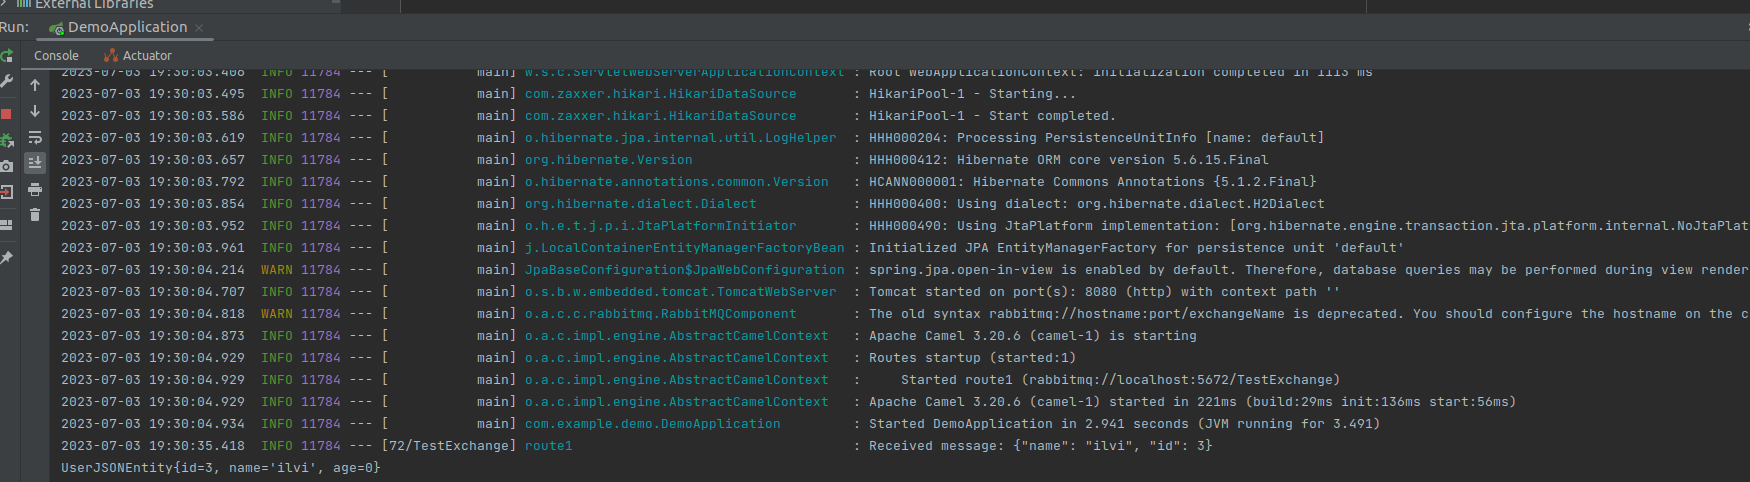 External Libraries
Run: DemoApplication
Console Actuator
2023-07-03 19:30:03.408 INFO 11784 --- [ main] w.s.c.ServletWebServerApplicationContext : Root WebApplicationContext: initialization completed in 1113 ms
2023-07-03 19:30:03.495 INFO 11784 --- [ main] com.zaxxer.hikari.HikariDataSource : HikariPool-1 - Starting...
2023-07-03 19:30:03.586 INFO 11784 --- [ main] com.zaxxer.hikari.HikariDataSource : HikariPool-1 - Start completed.
2023-07-03 19:30:03.619 INFO 11784 --- [ main] o.hibernate.jpa.internal.util.LogHelper : HHH000204: Processing PersistenceUnitInfo [name: default]
2023-07-03 19:30:03.657 INFO 11784 --- [ main] org.hibernate.Version : HHH000412: Hibernate ORM core version 5.6.15.Final
2023-07-03 19:30:03.792 INFO 11784 --- [ main] o.hibernate.annotations.common.Version : HCANN000001: Hibernate Commons Annotations {5.1.2.Final}
2023-07-03 19:30:03.854 INFO 11784 --- [ main] org.hibernate.dialect.Dialect : HHH000400: Using dialect: org.hibernate.dialect.H2Dialect
2023-07-03 19:30:03.952 INFO 11784 --- [ main] o.h.e.t.j.p.i.JtaPlatformInitiator : HHH000490: Using JtaPlatform implementation: [org.hibernate.engine.transaction.jta.platform.internal.NoJtaPlat
2023-07-03 19:30:03.961 INFO 11784 --- [ main] j.LocalContainerEntityManagerFactoryBean : Initialized JPA EntityManagerFactory for persistence unit 'default'
2023-07-03 19:30:04.214 WARN 11784 --- [ main] JpaBaseConfiguration$JpaWebConfiguration : spring.jpa.open-in-view is enabled by default. Therefore, database queries may be performed during view render
2023-07-03 19:30:04.707 INFO 11784 --- [ main] o.s.b.w.embedded.tomcat.TomcatWebServer : Tomcat started on port(s): 8080 (http) with context path ''
2023-07-03 19:30:04.818 WARN 11784 --- [ main] o.a.c.c.rabbitmq.RabbitMQComponent : The old syntax rabbitmq://hostname:port/exchangeName is deprecated. You should configure the hostname on the c
2023-07-03 19:30:04.873 INFO 11784 --- [ main] o.a.c.impl.engine.AbstractCamelContext : Apache Camel 3.20.6 (camel-1) is starting
2023-07-03 19:30:04.929 INFO 11784 --- [ main] o.a.c.impl.engine.AbstractCamelContext : Routes startup (started:1)
2023-07-03 19:30:04.929 INFO 11784 --- [ main] o.a.c.impl.engine.AbstractCamelContext : Started route1 (rabbitmq://localhost:5672/TestExchange)
2023-07-03 19:30:04.929 INFO 11784 --- [ main] o.a.c.impl.engine.AbstractCamelContext : Apache Camel 3.20.6 (camel-1) started in 221ms (build:29ms init:136ms start:56ms)
2023-07-03 19:30:04.934 INFO 11784 --- [ main] com.example.demo.DemoApplication : Started DemoApplication in 2.941 seconds (JVM running for 3.491)
2023-07-03 19:30:35.418 INFO 11784 --- [72/TestExchange] route1 : Received message: {"name": "ilvi", "id": 3}
UserJSONEntity{id=3, name='ilvi', age=0}